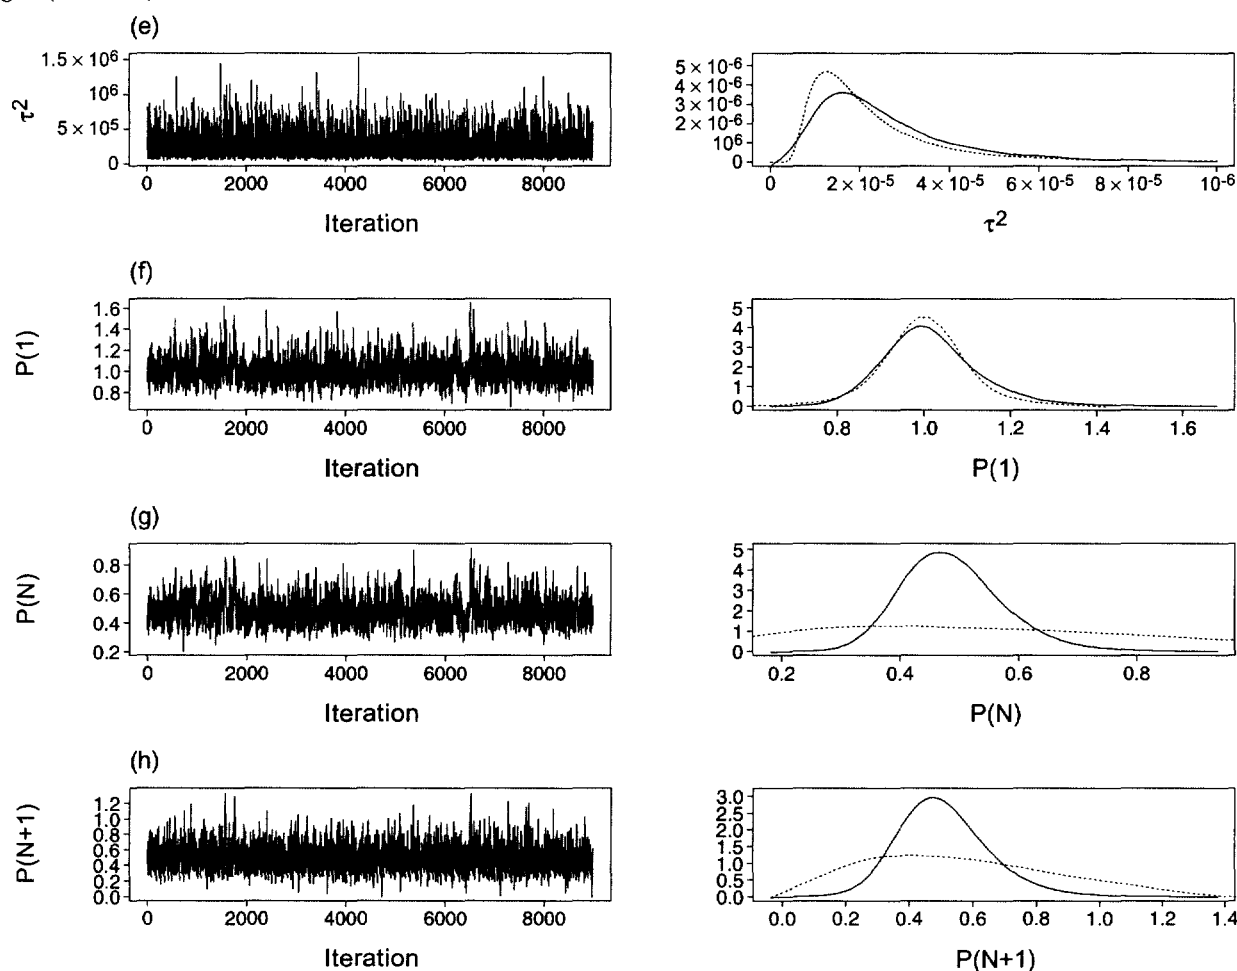 (e)
τ²
1.5 × 10⁶
10⁶
5 × 10⁵
0
0 2000 4000 6000 8000
Iteration
5 × 10⁻⁶
4 × 10⁻⁶
3 × 10⁻⁶
2 × 10⁻⁶
10⁶
0
0 2 × 10⁻⁵ 4 × 10⁻⁵ 6 × 10⁻⁵ 8 × 10⁻⁵ 10⁻⁶
τ²
(f)
P(1)
1.6
1.4
1.2
1.0
0.8
0 2000 4000 6000 8000
Iteration
5
4
3
2
1
0
0.8 1.0 1.2 1.4 1.6
P(1)
(g)
P(N)
0.8
0.6
0.4
0.2
0 2000 4000 6000 8000
Iteration
5
4
3
2
1
0
0.2 0.4 0.6 0.8
P(N)
(h)
P(N+1)
1.2
1.0
0.8
0.6
0.4
0.2
0.0
0 2000 4000 6000 8000
Iteration
3.0
2.5
2.0
1.5
1.0
0.5
0.0
0.0 0.2 0.4 0.6 0.8 1.0 1.2 1.4
P(N+1)